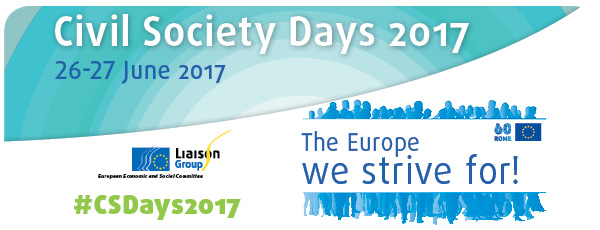 Civil Society Days 2017
26-27 June 2017
60
ROME
The Europe
we strive for!
Liaison
Group
European Economic and Social Committee
#CSDays2017